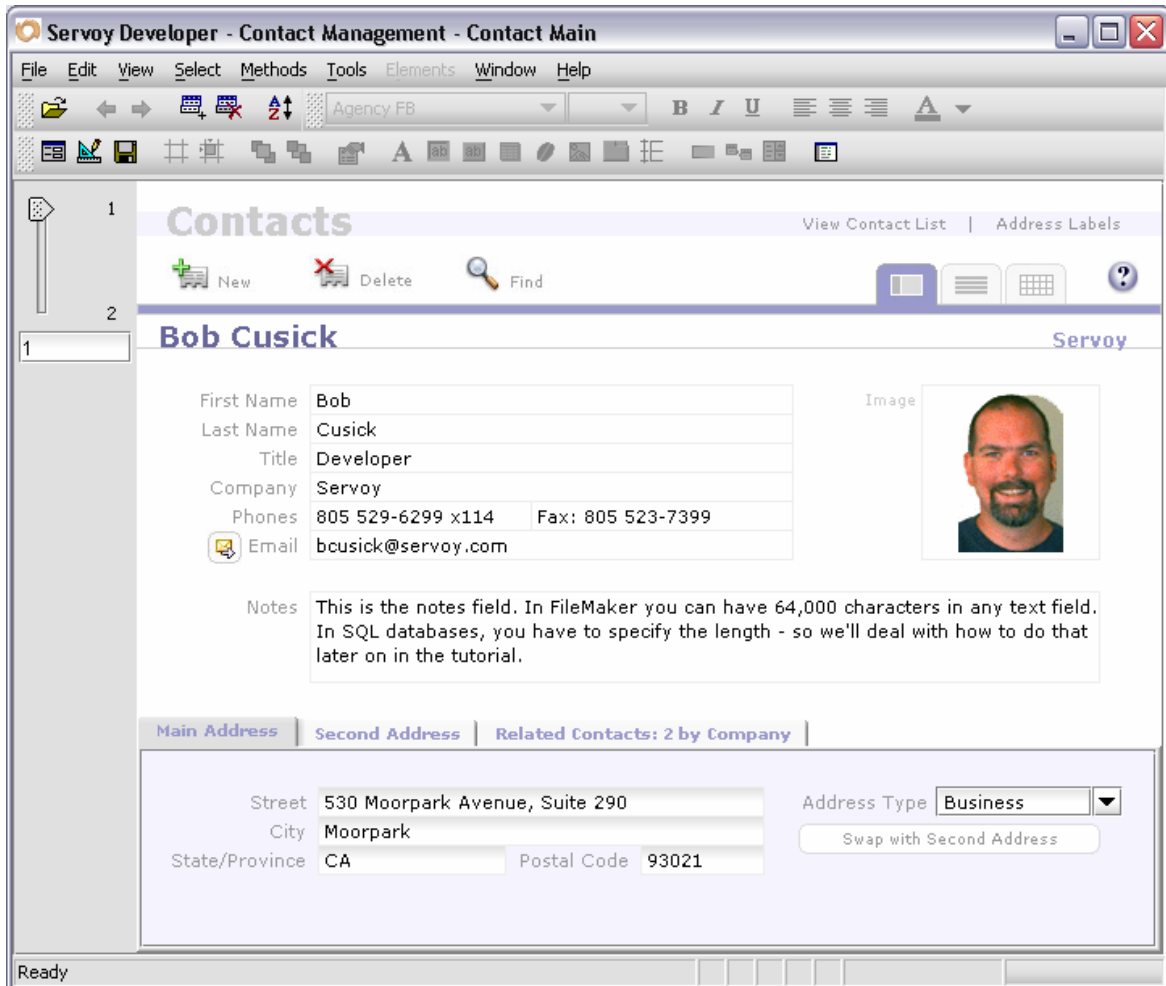 Servoy Developer - Contact Management - Contact Main
File Edit View Select Methods Tools Elements Window Help
Agency FB B I U A
A ab ab
1
Contacts
View Contact List | Address Labels
New Delete Find ?
2
1
Bob Cusick Servoy
First Name Bob Image
Last Name Cusick
Title Developer
Company Servoy
Phones 805 529-6299 x114 Fax: 805 523-7399
Email bcusick@servoy.com
Notes This is the notes field. In FileMaker you can have 64,000 characters in any text field.
In SQL databases, you have to specify the length - so we'll deal with how to do that
later on in the tutorial.
Main Address Second Address Related Contacts: 2 by Company
Street 530 Moorpark Avenue, Suite 290 Address Type Business
City Moorpark Swap with Second Address
State/Province CA Postal Code 93021
Ready